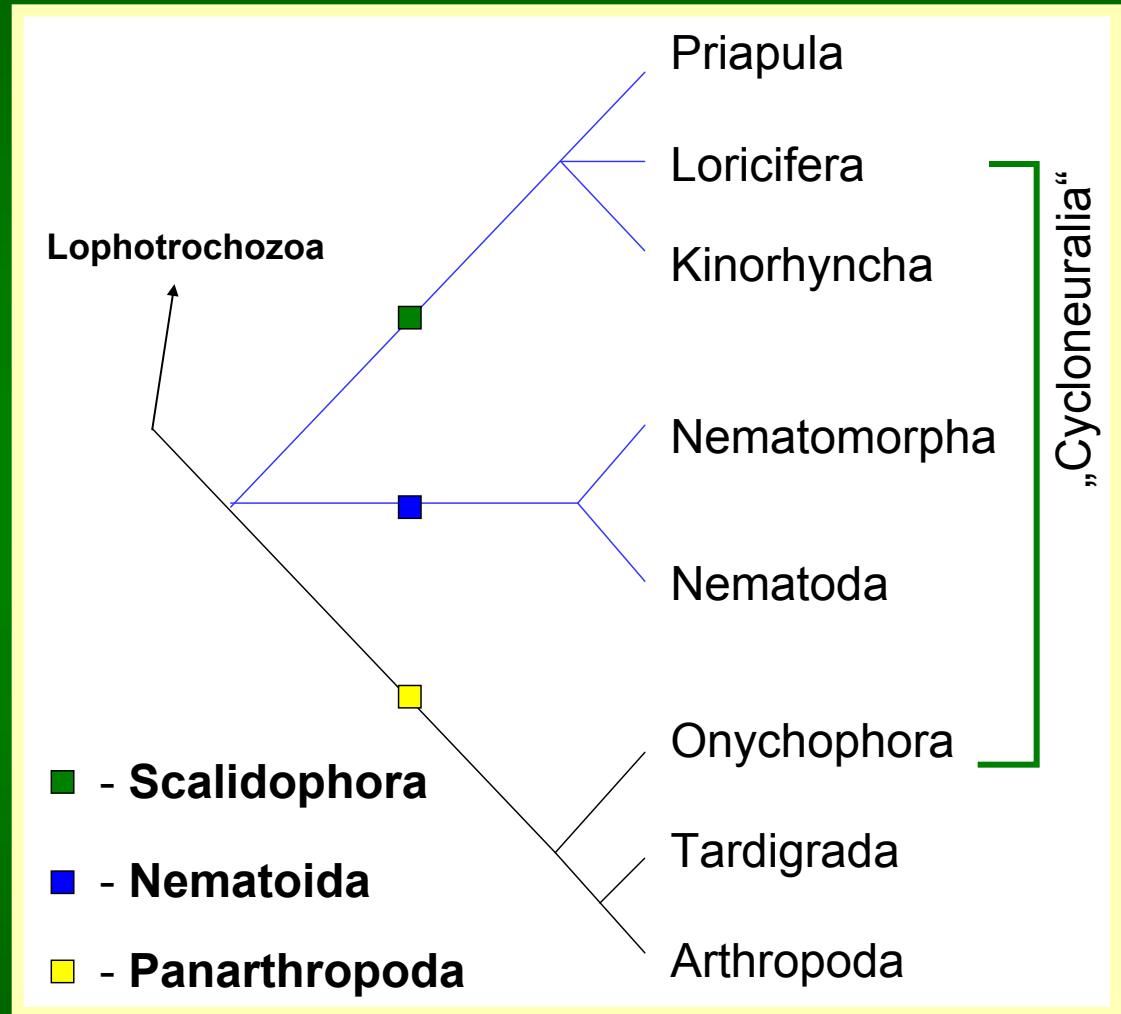 Priapula
Loricifera
Kinorhyncha
Lophotrochozoa
Nematomorpha
Nematoda
Onychophora
Tardigrada
Arthropoda
„Cycloneuralia“
- Scalidophora
- Nematoida
- Panarthropoda